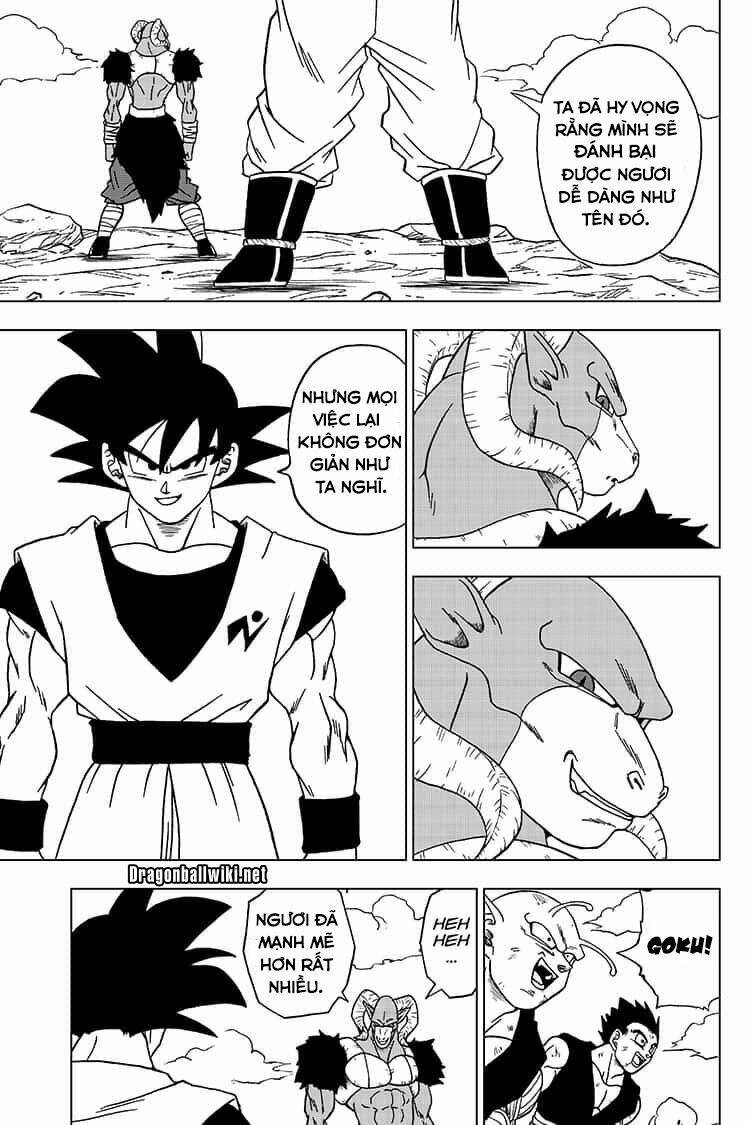 TA ĐÃ HY VỌNG
RẰNG MÌNH SẼ
ĐÁNH BẠI
ĐƯỢC NGƯƠI
DỄ DÀNG NHƯ
TÊN ĐÓ.
NHƯNG MỌI
VIỆC LẠI
KHÔNG ĐƠN
GIẢN NHƯ
TA NGHĨ.
Dragonballwiki.net
GOKU!
HEH
HEH
...
NGƯƠI ĐÃ
MẠNH MẼ
HƠN RẤT
NHIỀU.